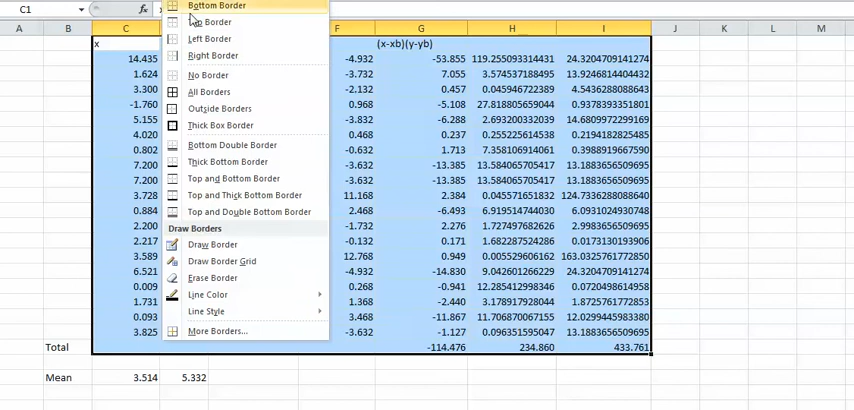 C1 fx
Bottom Border
Top Border
Left Border
Right Border
No Border
All Borders
Outside Borders
Thick Box Border
Bottom Double Border
Thick Bottom Border
Top and Bottom Border
Top and Thick Bottom Border
Top and Double Bottom Border
Draw Borders
Draw Border
Draw Border Grid
Erase Border
Line Color
Line Style
More Borders...
A B C F G H I J K L M
x (x-xb)(y-yb)
14.435 -4.932 -53.855 119.255093314431 24.3204709141274
1.624 -3.732 7.055 3.574537188495 13.9246814404432
3.300 -2.132 0.457 0.045946722389 4.5436288088643
-1.760 0.968 -5.108 27.818805659044 0.9378393351801
5.155 -3.832 -6.288 2.693200332039 14.6809972299169
4.020 0.468 0.237 0.255225614538 0.2194182825485
0.802 -0.632 1.713 7.358106914061 0.3988919667590
7.200 -3.632 -13.385 13.584065705417 13.1883656509695
7.200 -3.632 -13.385 13.584065705417 13.1883656509695
3.728 11.168 2.384 0.045571651832 124.7336288088640
0.884 2.468 -6.493 6.919514744030 6.0931024930748
2.200 -1.732 2.276 1.727497682626 2.9983656509695
2.217 -0.132 0.171 1.682287524286 0.0173130193906
3.589 12.768 0.949 0.005529606162 163.0325761772850
6.521 -4.932 -14.830 9.042601266229 24.3204709141274
0.009 0.268 -0.941 12.285412998346 0.0720498614958
1.731 1.368 -2.440 3.178917928044 1.8725761772853
0.093 3.468 -11.867 11.706870067155 12.0299445983380
3.825 -3.632 -1.127 0.096351595047 13.1883656509695
Total -114.476 234.860 433.761
Mean 3.514 5.332